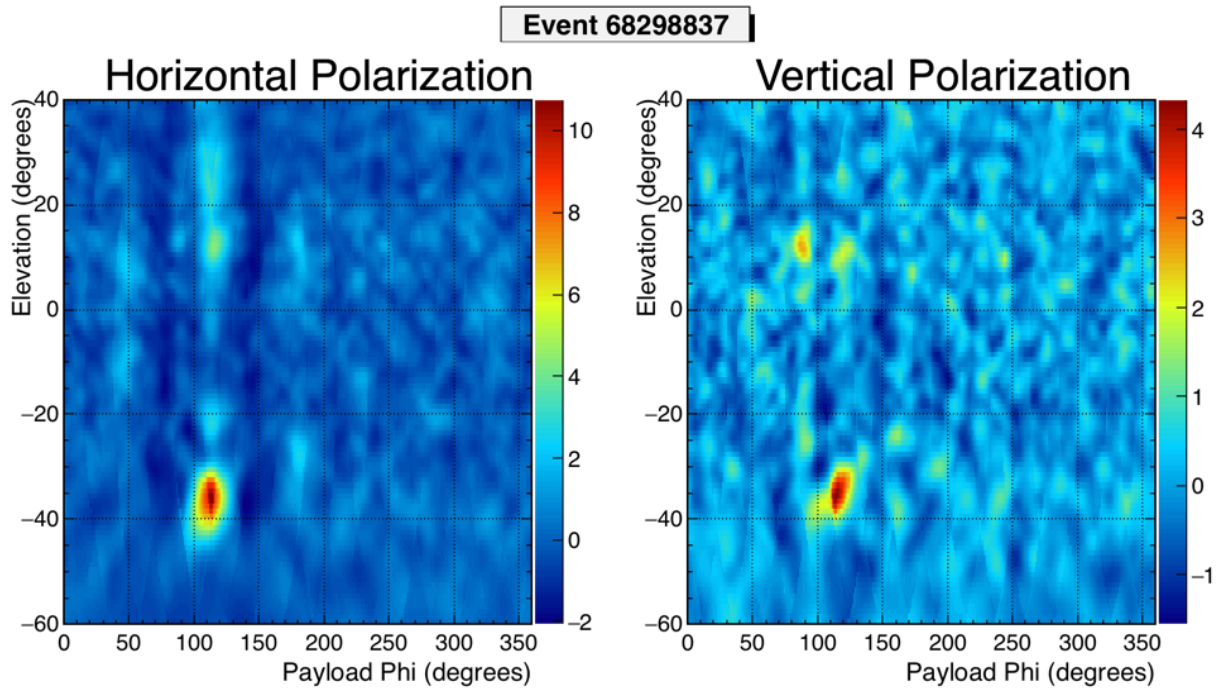 Event 68298837
Horizontal Polarization
Elevation (degrees)
40
20
0
−20
−40
−60
0 50 100 150 200 250 300 350
Payload Phi (degrees)
10
8
6
4
2
0
−2
Vertical Polarization
Elevation (degrees)
40
20
0
−20
−40
−60
0 50 100 150 200 250 300 350
Payload Phi (degrees)
4
3
2
1
0
−1